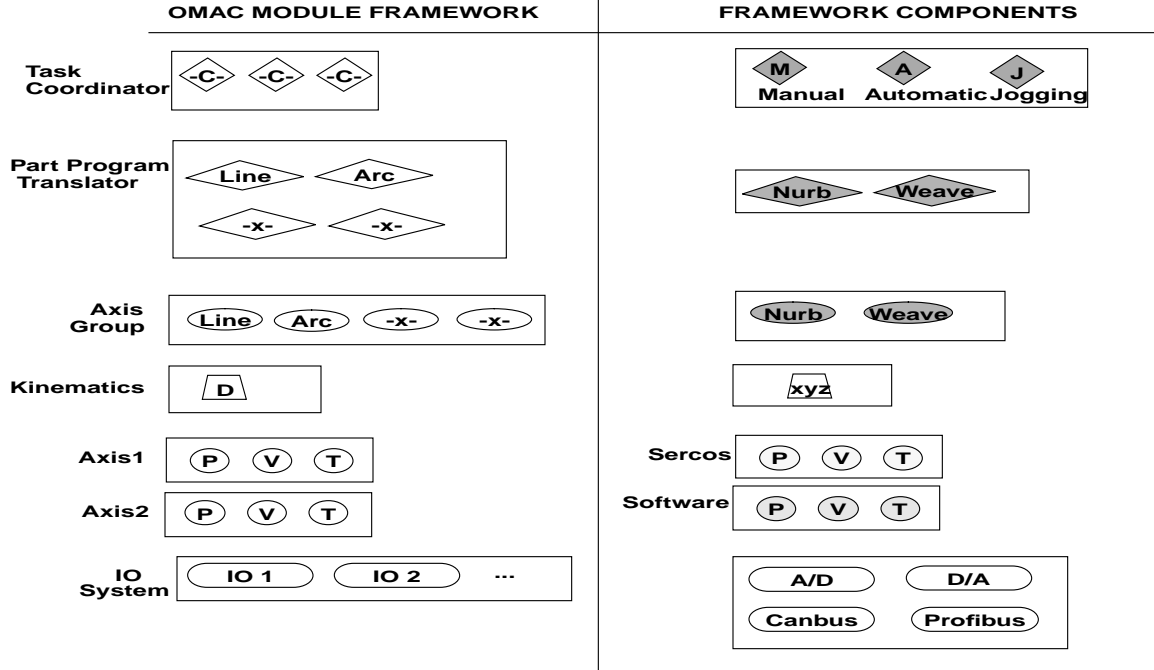 OMAC MODULE FRAMEWORK
FRAMEWORK COMPONENTS
Task
Coordinator
-C- -C- -C-
M A J
Manual Automatic Jogging
Part Program
Translator
Line Arc
-x- -x-
Nurb Weave
Axis
Group
Line Arc -x- -x-
Nurb Weave
Kinematics
D
xyz
Axis1
P V T
Sercos
P V T
Axis2
P V T
Software
P V T
IO
System
IO 1 IO 2 ...
A/D D/A
Canbus Profibus